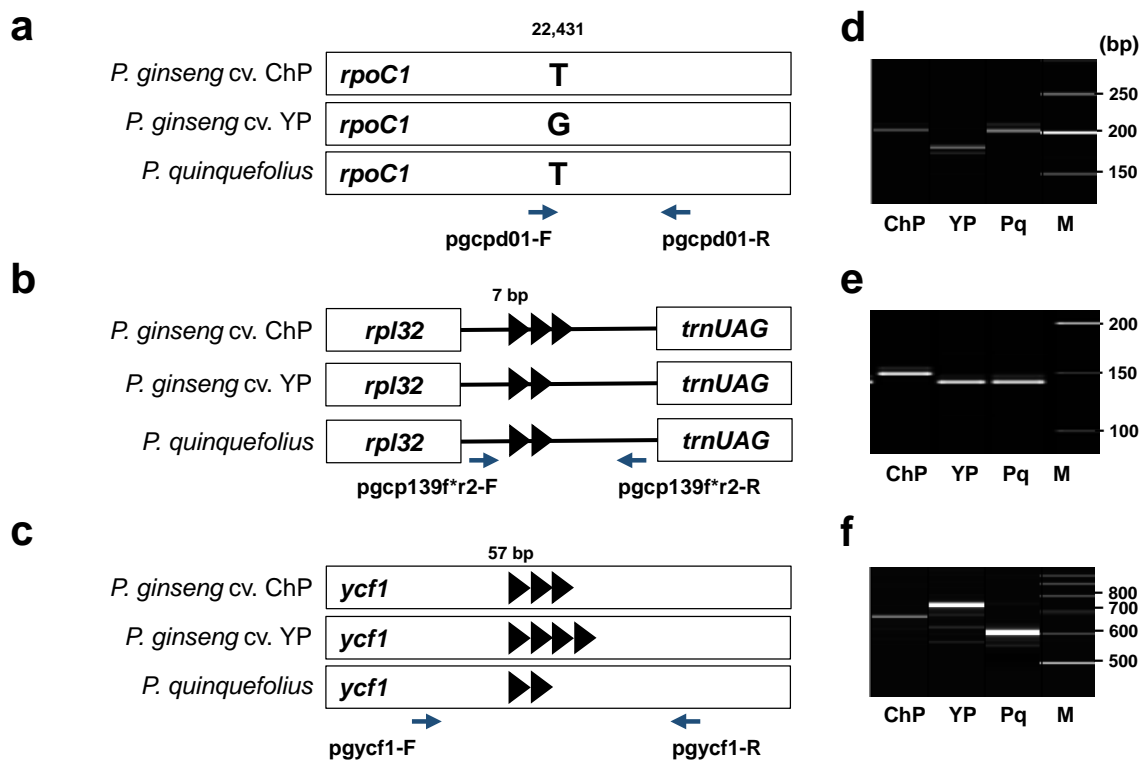 a
22,431
P. ginseng cv. ChP
rpoC1
T
P. ginseng cv. YP
rpoC1
G
P. quinquefolius
rpoC1
T
pgcpd01-F
pgcpd01-R
d
(bp)
250
200
150
ChP YP Pq M
b
7 bp
P. ginseng cv. ChP
rpl32
trnUAG
P. ginseng cv. YP
rpl32
trnUAG
P. quinquefolius
rpl32
trnUAG
pgcp139f*r2-F
pgcp139f*r2-R
e
200
150
100
ChP YP Pq M
c
57 bp
P. ginseng cv. ChP
ycf1
P. ginseng cv. YP
ycf1
P. quinquefolius
ycf1
pgycf1-F
pgycf1-R
f
800
700
600
500
ChP YP Pq M